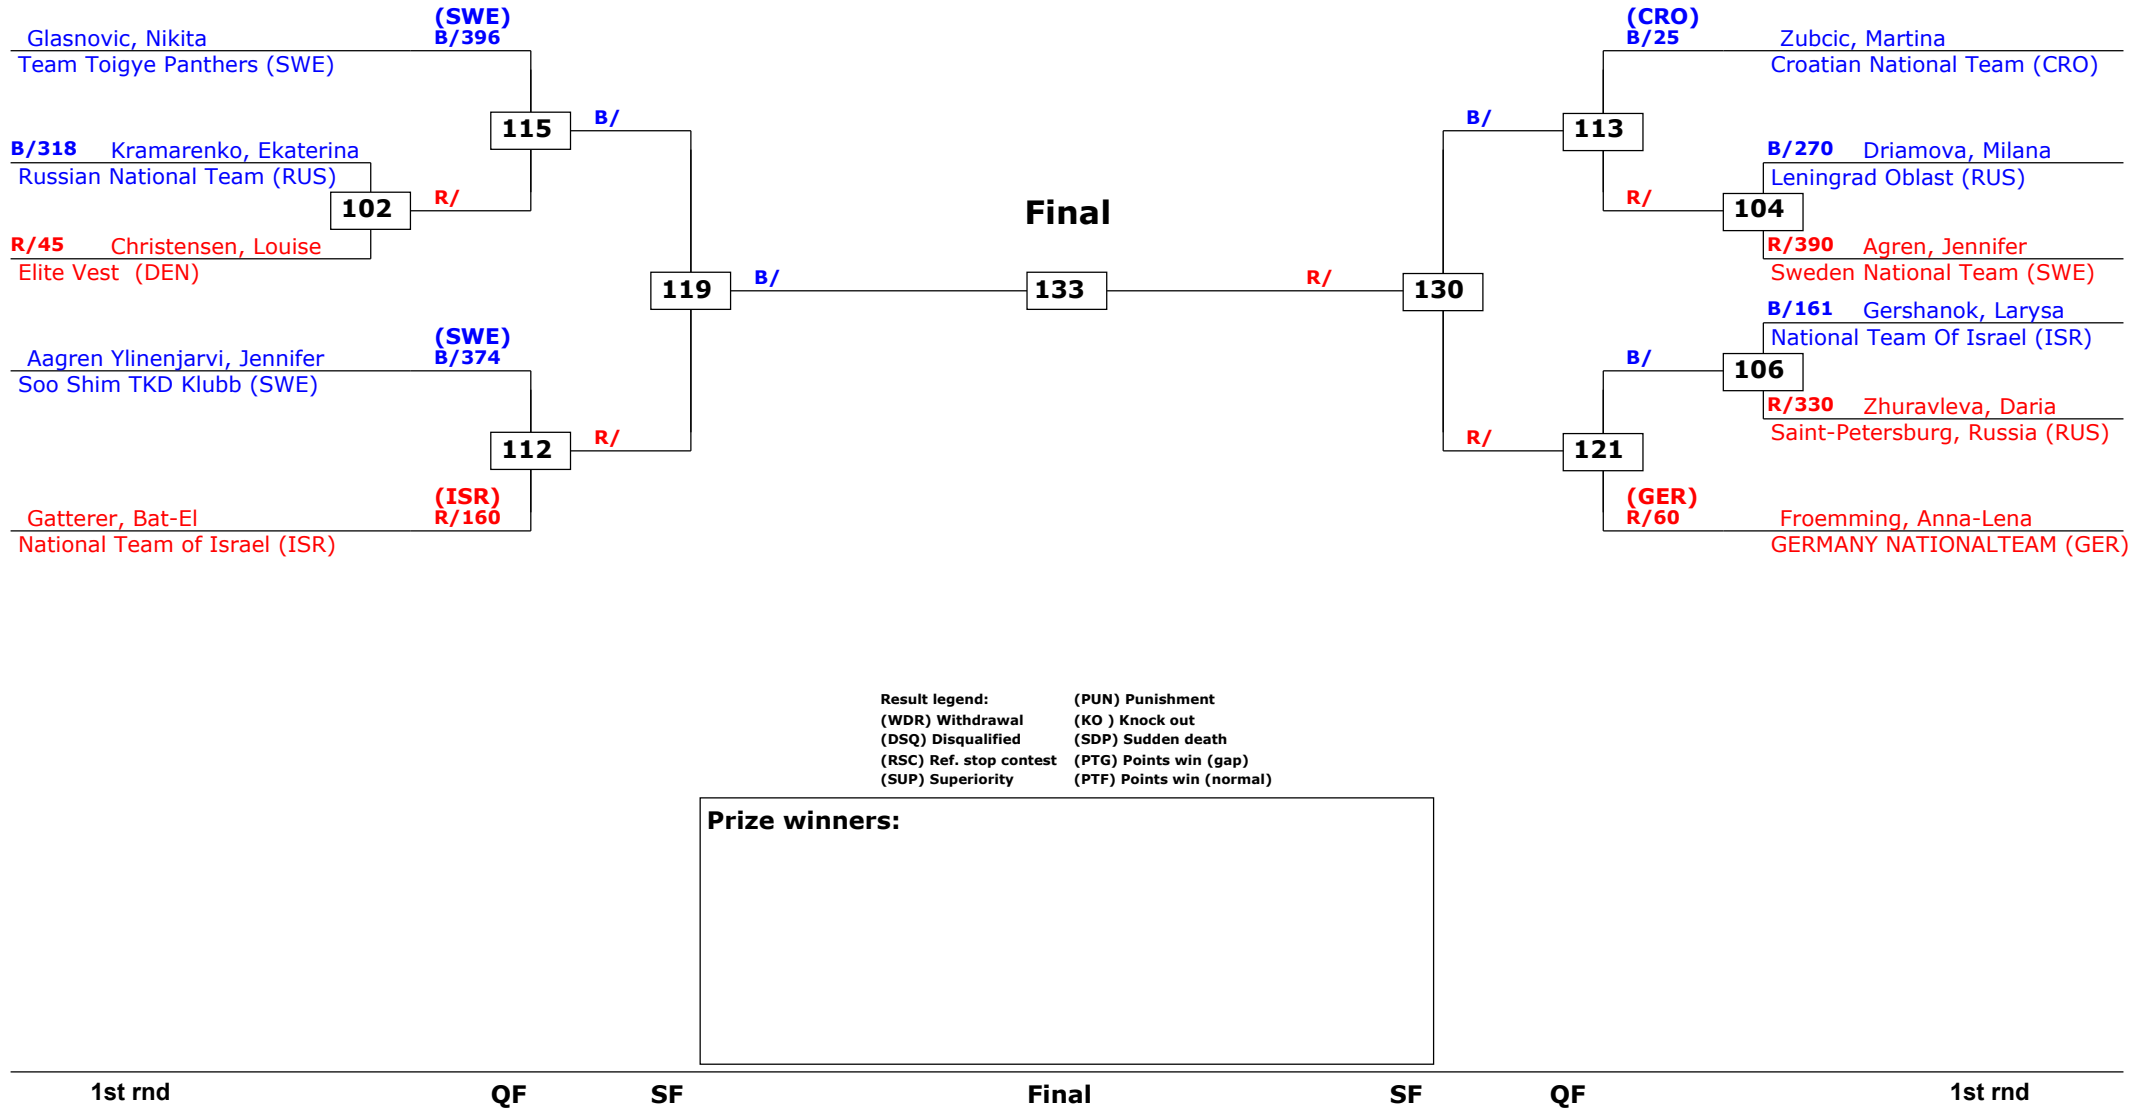 (SWE)
Glasnovic, Nikita B/396
Team Toigye Panthers (SWE)
115 B/
B/318 Kramarenko, Ekaterina
Russian National Team (RUS)
102 R/
R/45 Christensen, Louise
Elite Vest (DEN)
119 B/
(SWE)
Aagren Ylinenjarvi, Jennifer B/374
Soo Shim TKD Klubb (SWE)
112 R/
(ISR)
Gatterer, Bat-El R/160
National Team of Israel (ISR)
Final
133
(CRO)
B/25 Zubcic, Martina
Croatian National Team (CRO)
B/ 113
B/270 Driamova, Milana
Leningrad Oblast (RUS)
R/ 104
R/390 Agren, Jennifer
Sweden National Team (SWE)
R/ 130
B/161 Gershanok, Larysa
National Team Of Israel (ISR)
B/ 106
R/330 Zhuravleva, Daria
Saint-Petersburg, Russia (RUS)
R/ 121
(GER)
R/60 Froemming, Anna-Lena
GERMANY NATIONALTEAM (GER)
Result legend: (PUN) Punishment
(WDR) Withdrawal (KO ) Knock out
(DSQ) Disqualified (SDP) Sudden death
(RSC) Ref. stop contest (PTG) Points win (gap)
(SUP) Superiority (PTF) Points win (normal)
Prize winners:
1st rnd QF SF Final SF QF 1st rnd